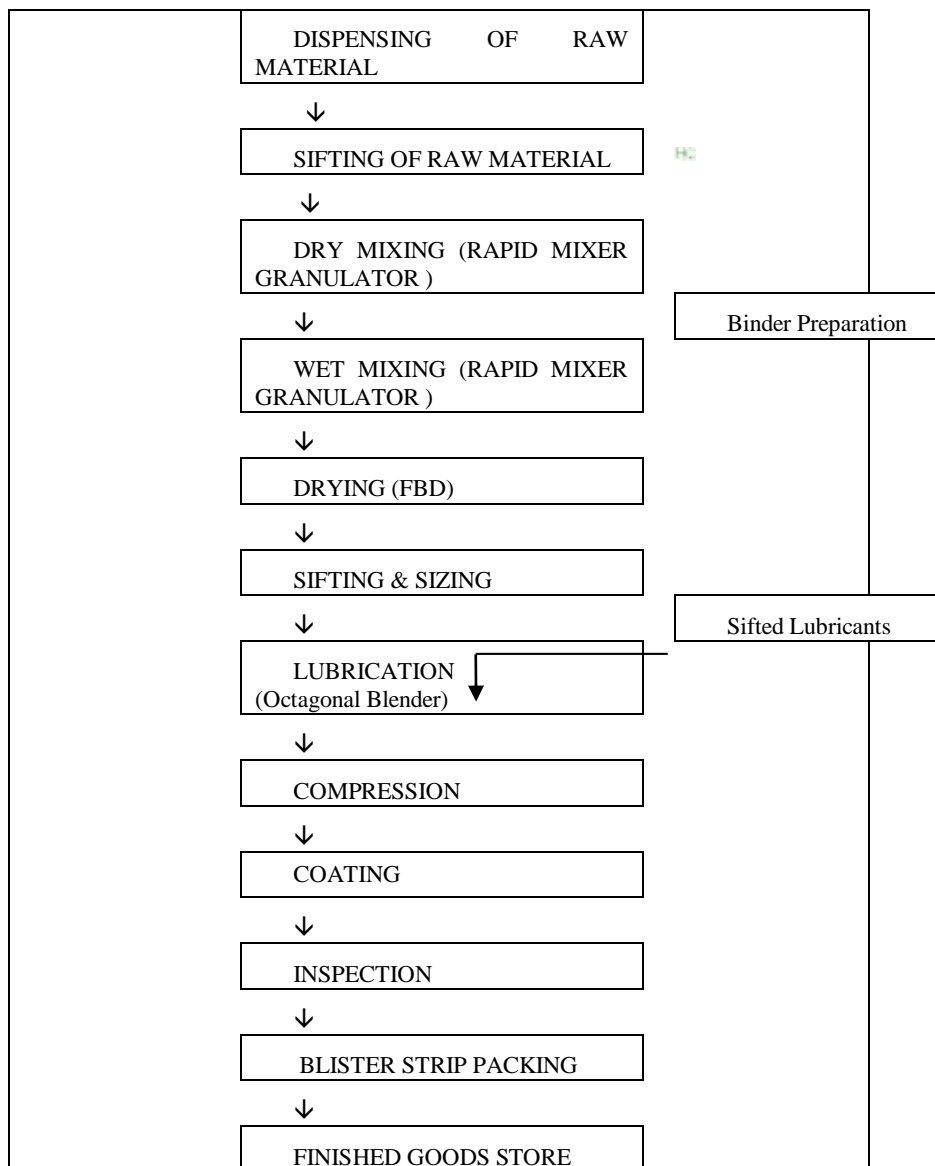 DISPENSING OF RAW
MATERIAL
SIFTING OF RAW MATERIAL
DRY MIXING (RAPID MIXER
GRANULATOR )
Binder Preparation
WET MIXING (RAPID MIXER
GRANULATOR )
DRYING (FBD)
SIFTING & SIZING
Sifted Lubricants
LUBRICATION
(Octagonal Blender)
COMPRESSION
COATING
INSPECTION
BLISTER STRIP PACKING
FINISHED GOODS STORE